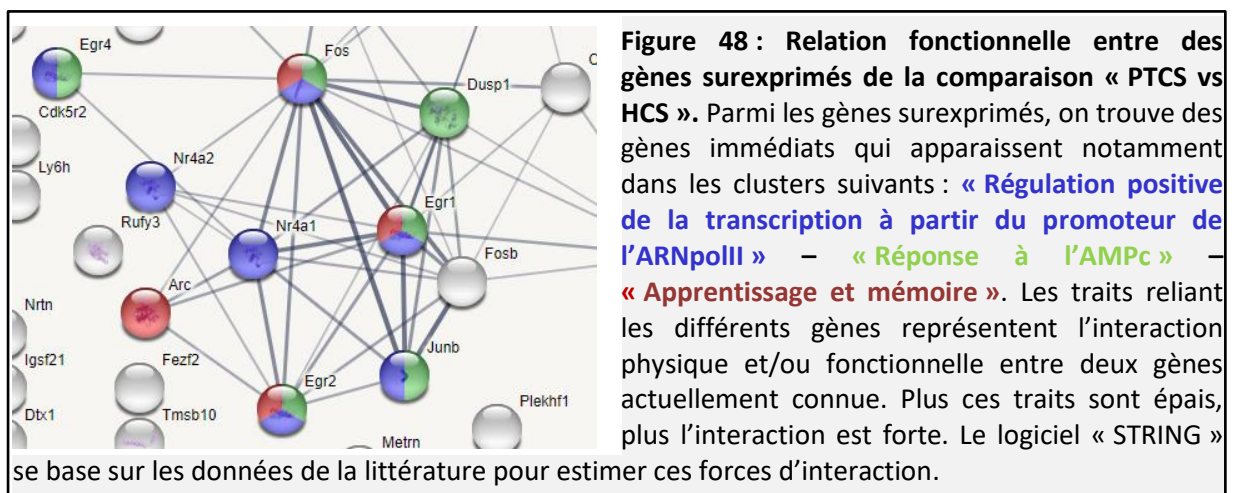 Egr4
Fos
C
Dusp1
Cdk5r2
Nr4a2
Ly6h
Egr1
Rufy3
Nr4a1
Fosb
Arc
Nrtn
Junb
Igsf21
Fezf2
Egr2
Plekhf1
Dtx1
Tmsb10
Metrn
Figure 48 : Relation fonctionnelle entre des
gènes surexprimés de la comparaison « PTCS vs
HCS ». Parmi les gènes surexprimés, on trouve des
gènes immédiats qui apparaissent notamment
dans les clusters suivants : « Régulation positive
de la transcription à partir du promoteur de
l’ARNpolII » – « Réponse à l’AMPc » –
« Apprentissage et mémoire ». Les traits reliant
les différents gènes représentent l’interaction
physique et/ou fonctionnelle entre deux gènes
actuellement connue. Plus ces traits sont épais,
plus l’interaction est forte. Le logiciel « STRING »
se base sur les données de la littérature pour estimer ces forces d’interaction.